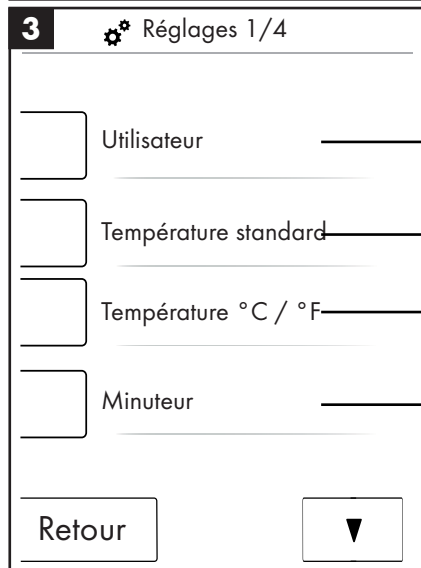 3
Réglages 1/4
Utilisateur
Température standard
Température °C / °F
Minuteur
Retour